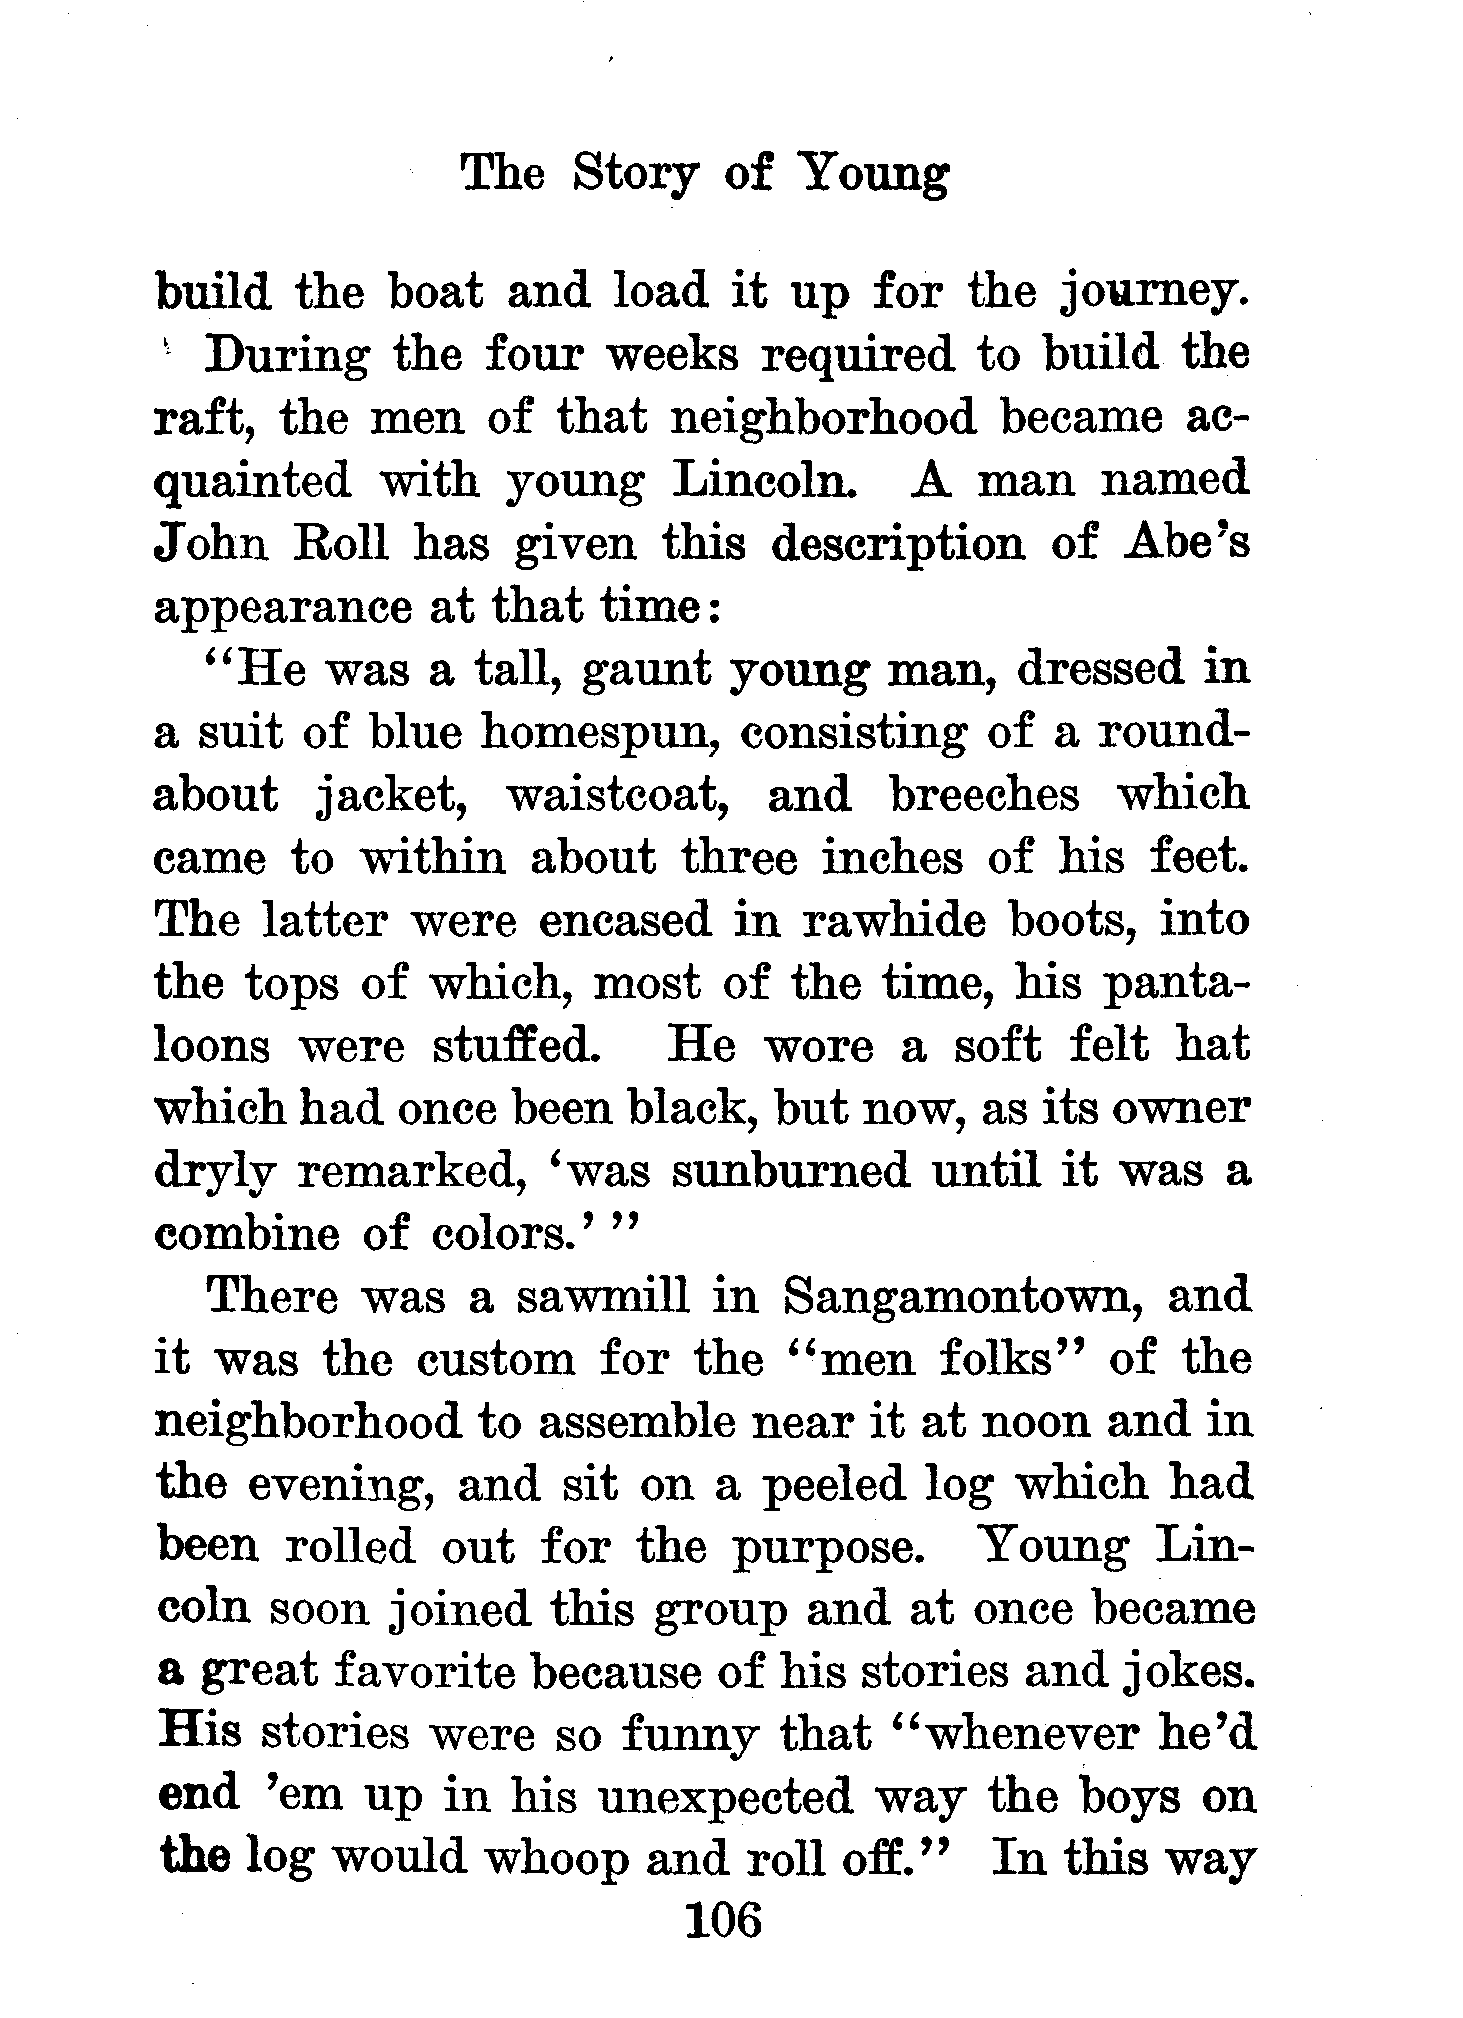 The Story of Young
build the boat and load it up for the journey.
During the four weeks required to build the
raft, the men of that neighborhood became ac-
quainted with young Lincoln. A man named
John Roll has given this description of Abe's
appearance at that time:
"He was a tall, gaunt young man, dressed in
a suit of blue homespun, consisting of a round-
about jacket, waistcoat, and breeches which
came to within about three inches of his feet.
The latter were encased in rawhide boots, into
the tops of which, most of the time, his panta-
loons were stuffed. He wore a soft felt hat
which had once been black, but now, as its owner
dryly remarked, 'was sunburned until it was a
combine of colors.' "
There was a sawmill in Sangamontown, and
it was the custom for the "men folks" of the
neighborhood to assemble near it at noon and in
the evening, and sit on a peeled log which had
been rolled out for the purpose. Young Lin-
coln soon joined this group and at once became
a great favorite because of his stories and jokes.
His stories were so funny that "whenever he'd
end 'em up in his unexpected way the boys on
the log would whoop and roll off." In this way
106